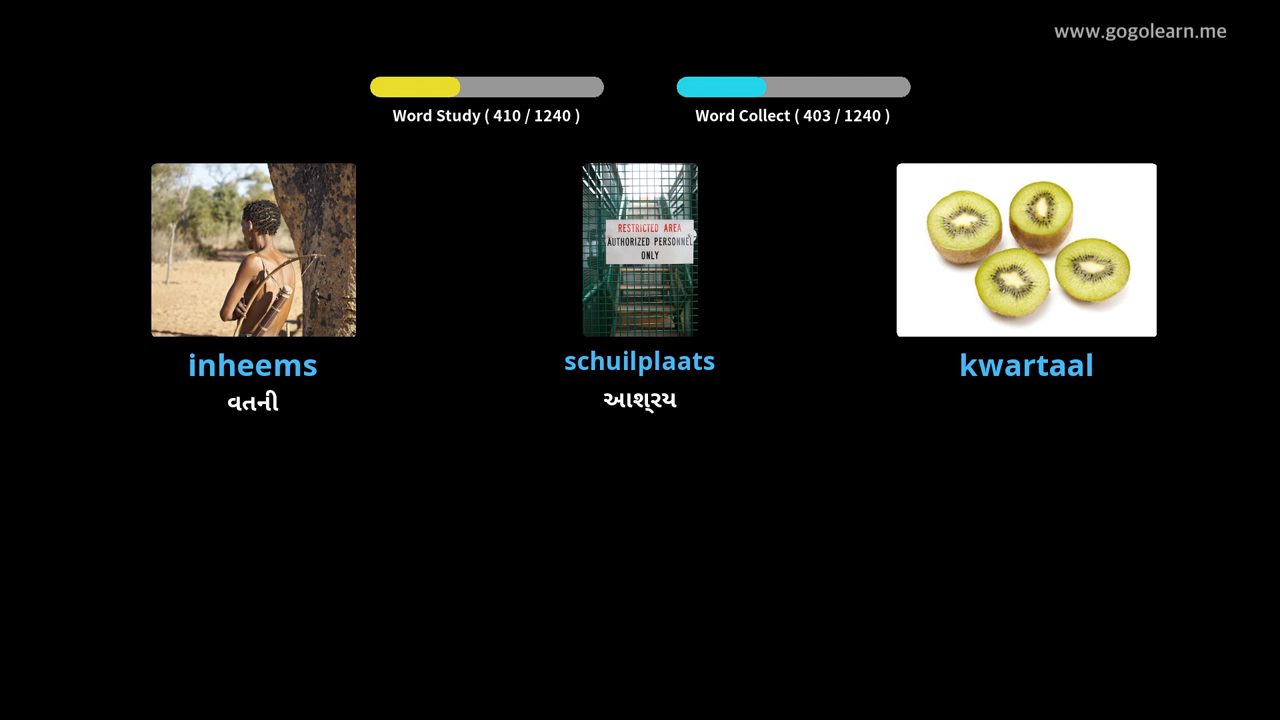 www.gogolearn.me
Word Study ( 410 / 1240 )
Word Collect ( 403 / 1240 )
RESTRICTED AREA
AUTHORIZED PERSONNEL
ONLY
inheems
schuilplaats
kwartaal
વતની
આશ્રય